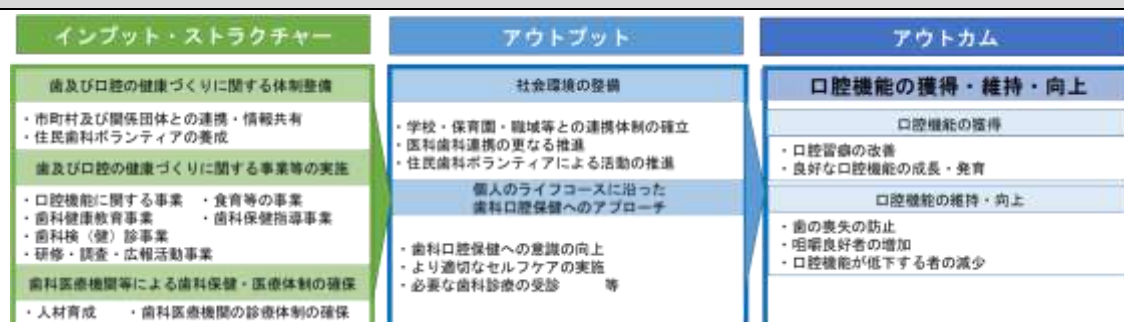 インプット・ストラクチャー
歯及び口腔の健康づくりに関する体制整備
・市町村及び関係団体との連携・情報共有
・住民歯科ボランティアの養成
歯及び口腔の健康づくりに関する事業等の実施
・口腔機能に関する事業 ・食育等の事業
・歯科健康教育事業 ・歯科保健指導事業
・歯科検（健）診事業
・研修・調査・広報活動事業
歯科医療機関等による歯科保健・医療体制の確保
・人材育成 ・歯科医療機関の診療体制の確保
アウトプット
社会環境の整備
・学校・保育園・職域等との連携体制の確立
・医科歯科連携の更なる推進
・住民歯科ボランティアによる活動の推進
個人のライフコースに沿った
歯科口腔保健へのアプローチ
・歯科口腔保健への意識の向上
・より適切なセルフケアの実施
・必要な歯科診療の受診 等
アウトカム
口腔機能の獲得・維持・向上
口腔機能の獲得
・口腔習癖の改善
・良好な口腔機能の成長・発育
口腔機能の維持・向上
・歯の喪失の防止
・咀嚼良好者の増加
・口腔機能が低下する者の減少